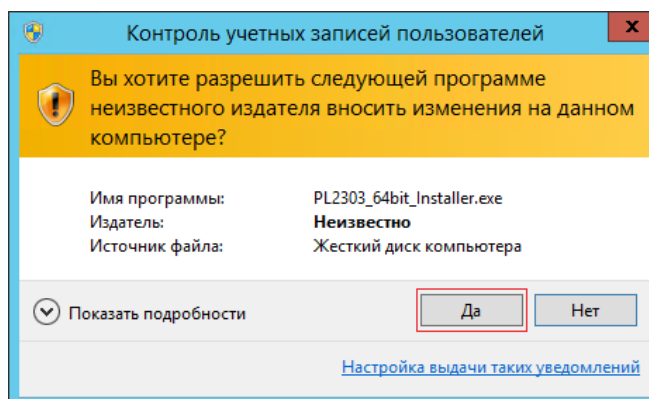 Контроль учетных записей пользователей
x
Вы хотите разрешить следующей программе
неизвестного издателя вносить изменения на данном
компьютере?
Имя программы: PL2303_64bit_Installer.exe
Издатель: Неизвестно
Источник файла: Жесткий диск компьютера
Показать подробности Да Нет
Настройка выдачи таких уведомлений